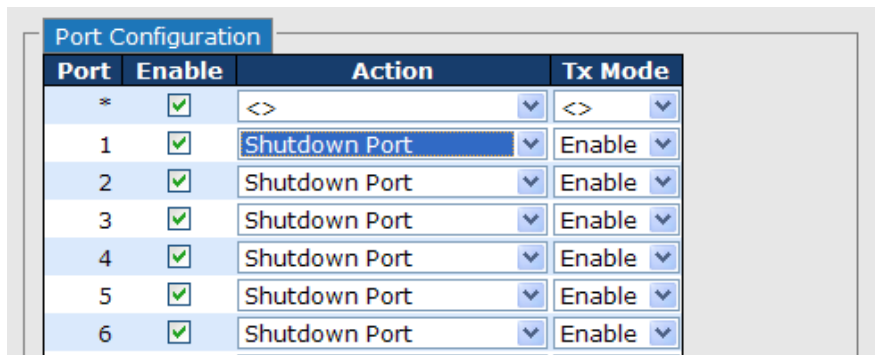 Port Configuration
Port Enable Action Tx Mode
* <> <>
1 Shutdown Port Enable
2 Shutdown Port Enable
3 Shutdown Port Enable
4 Shutdown Port Enable
5 Shutdown Port Enable
6 Shutdown Port Enable